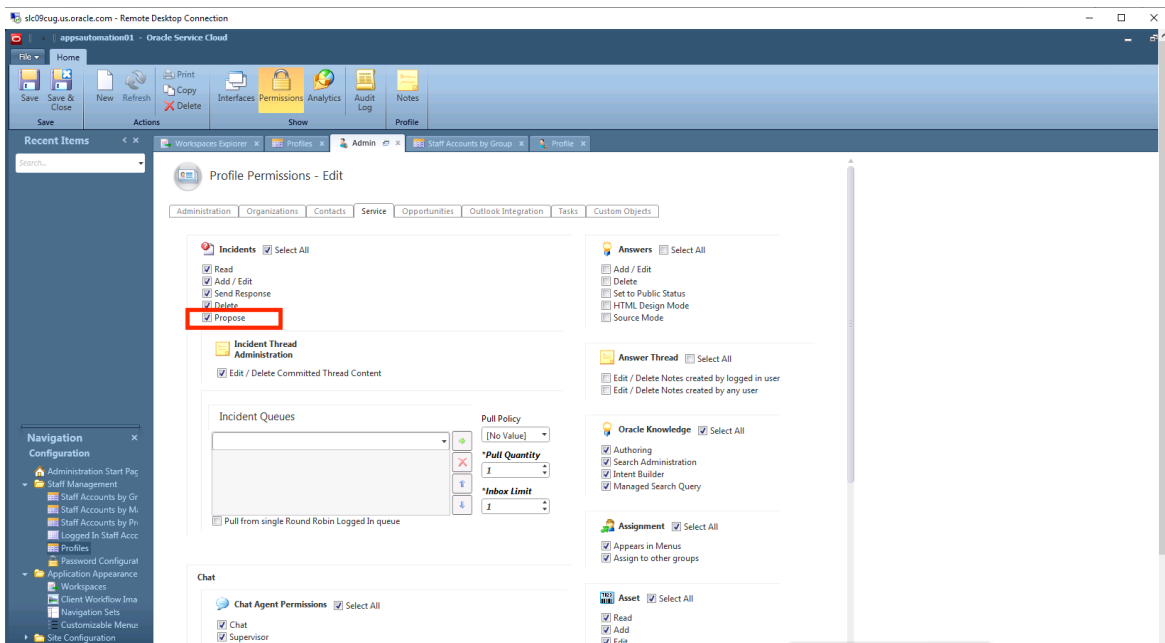 slc09cug.us.oracle.com - Remote Desktop Connection
appsautomation01 - Oracle Service Cloud
File Home
Save Save & Close New Refresh Print Copy Delete Interfaces Permissions Analytics Audit Log Notes
Save Actions Show Profile
Recent Items
Search...
Workspaces Explorer Profiles Admin Staff Accounts by Group Profile
Profile Permissions - Edit
Administration Organizations Contacts Service Opportunities Outlook Integration Tasks Custom Objects
Incidents Select All
Read
Add / Edit
Send Response
Delete
Propose
Incident Thread
Administration
Edit / Delete Committed Thread Content
Incident Queues
Pull Policy
[No Value]
*Pull Quantity
1
*Inbox Limit
1
Pull from single Round Robin Logged In queue
Chat
Chat Agent Permissions Select All
Chat
Supervisor
Answers Select All
Add / Edit
Delete
Set to Public Status
HTML Design Mode
Source Mode
Answer Thread Select All
Edit / Delete Notes created by logged in user
Edit / Delete Notes created by any user
Oracle Knowledge Select All
Authoring
Search Administration
Intent Builder
Managed Search Query
Assignment Select All
Appears in Menus
Assign to other groups
Asset Select All
Read
Add
Edit
Navigation
Configuration
Administration Start Pag
Staff Management
Staff Accounts by Gr
Staff Accounts by Ma
Staff Accounts by Pr
Logged In Staff Acco
Profiles
Password Configurat
Application Appearance
Workspaces
Client Workflow Ima
Navigation Sets
Customizable Menus
Site Configuration